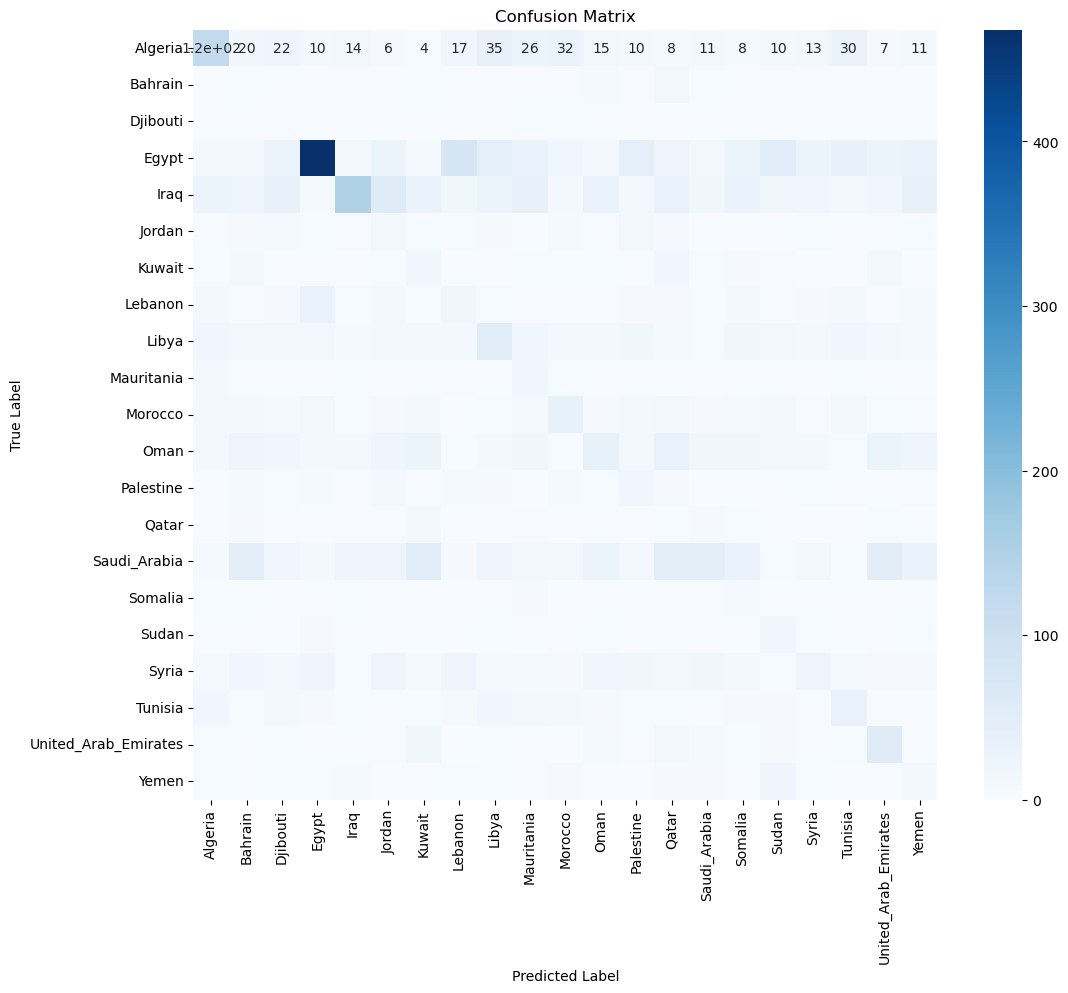 Confusion Matrix
Algeria 1.2e+02 20 22 10 14 6 4 17 35 26 32 15 10 8 11 8 10 13 30 7 11
Bahrain
Djibouti
Egypt
Iraq
Jordan
Kuwait
Lebanon
Libya
Mauritania
Morocco
Oman
Palestine
Qatar
Saudi_Arabia
Somalia
Sudan
Syria
Tunisia
United_Arab_Emirates
Yemen
True Label
Algeria Bahrain Djibouti Egypt Iraq Jordan Kuwait Lebanon Libya Mauritania Morocco Oman Palestine Qatar Saudi_Arabia Somalia Sudan Syria Tunisia United_Arab_Emirates Yemen
Predicted Label
400
300
200
100
0